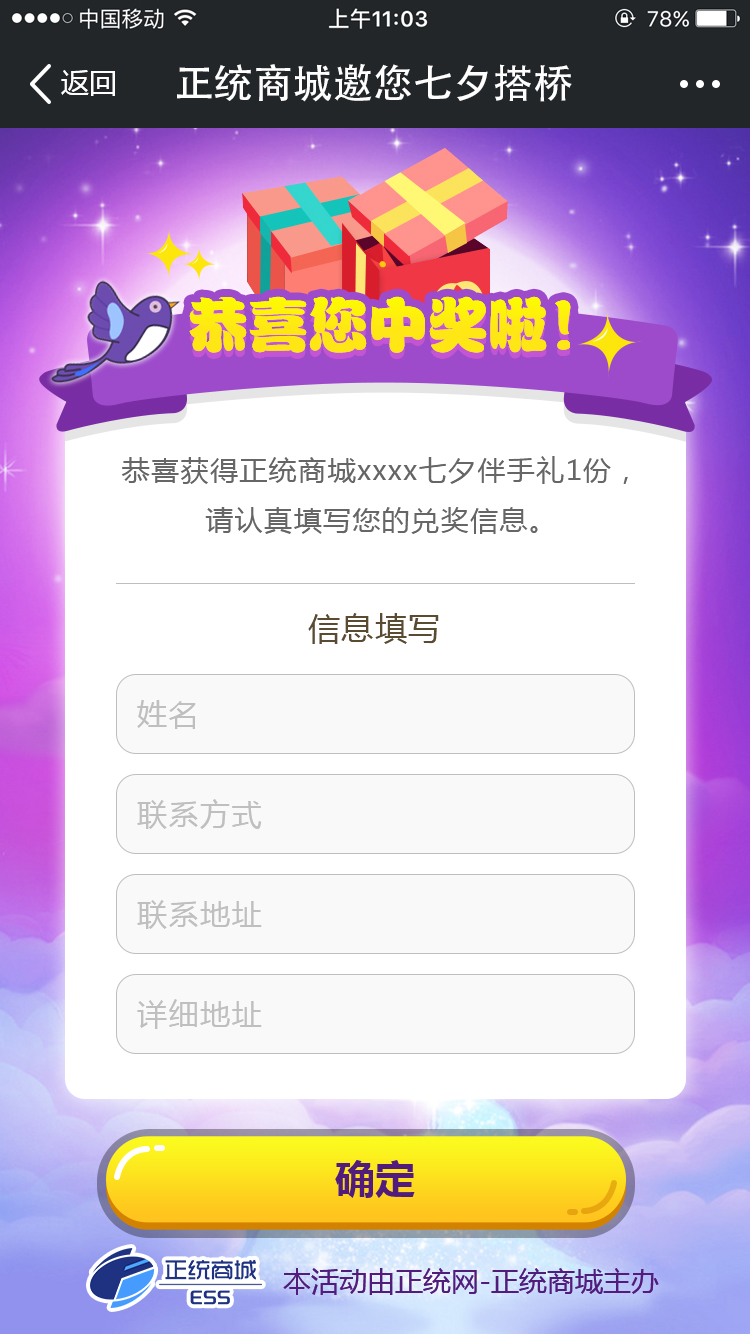 中国移动
上午11:03
78%
返回
正统商城邀您七夕搭桥
恭喜您中奖啦!
恭喜获得正统商城xxxx七夕伴手礼1份，
请认真填写您的兑奖信息。
信息填写
姓名
联系方式
联系地址
详细地址
确定
正统商城
ESS
本活动由正统网-正统商城主办